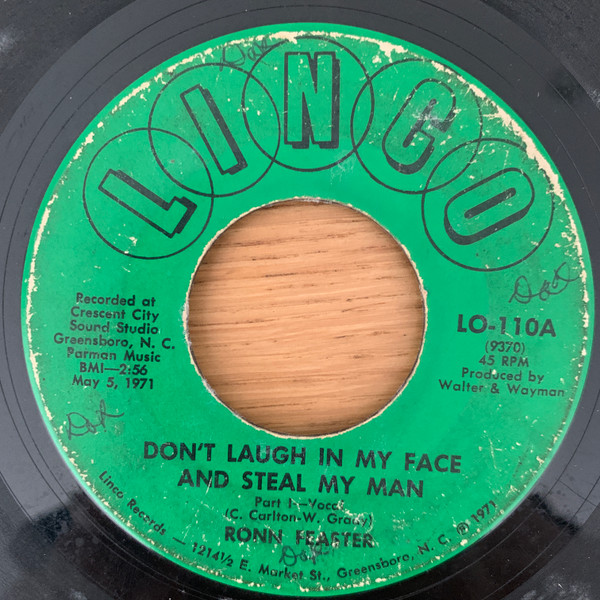 LINCO
Recorded at
Crescent City
Sound Studio
Greensboro, N. C.
Parman Music
BMI—2:56
May 5, 1971
LO-110A
(9370)
45 RPM
Produced by
Walter & Wayman
DON'T LAUGH IN MY FACE
AND STEAL MY MAN
Part I—Vocal
(C. Carlton-W. Grady)
RONN FEASTER
Linco Records — 1214½ E. Market St., Greensboro, N. C. ℗ 1971